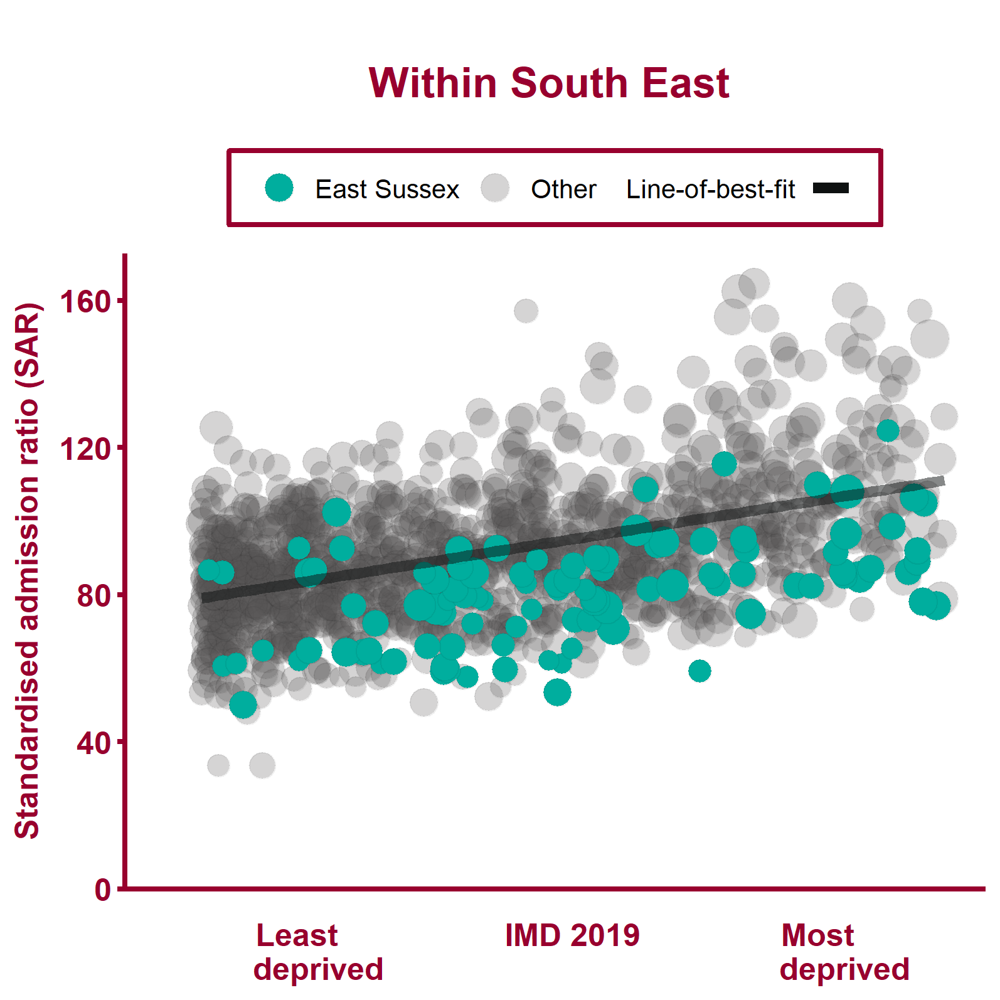 Within South East
East Sussex Other Line-of-best-fit
Standardised admission ratio (SAR)
160
120
80
40
0
Least deprived
IMD 2019
Most deprived